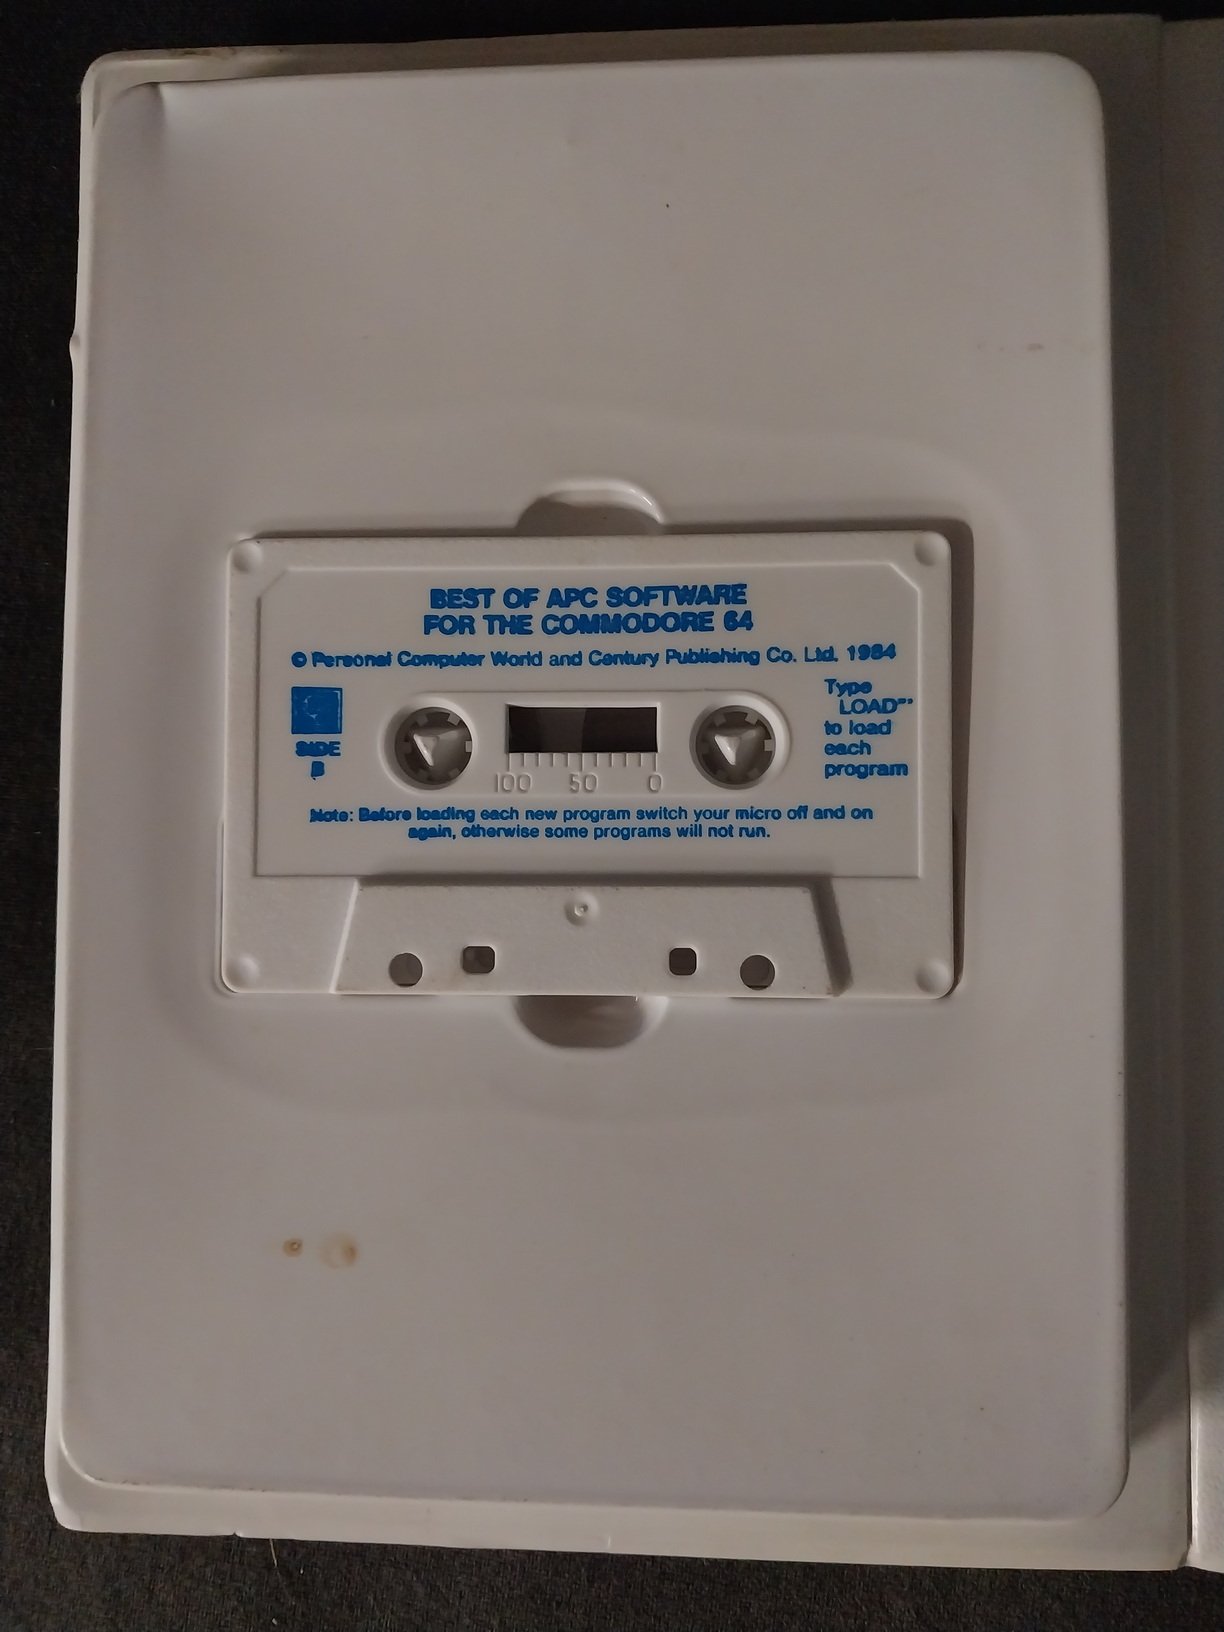 BEST OF APC SOFTWARE
FOR THE COMMODORE 64
© Personal Computer World and Century Publishing Co. Ltd. 1984
Type
LOAD""
to load
each
program
SIDE
B
100 50 0
Note: Before loading each new program switch your micro off and on
again, otherwise some programs will not run.